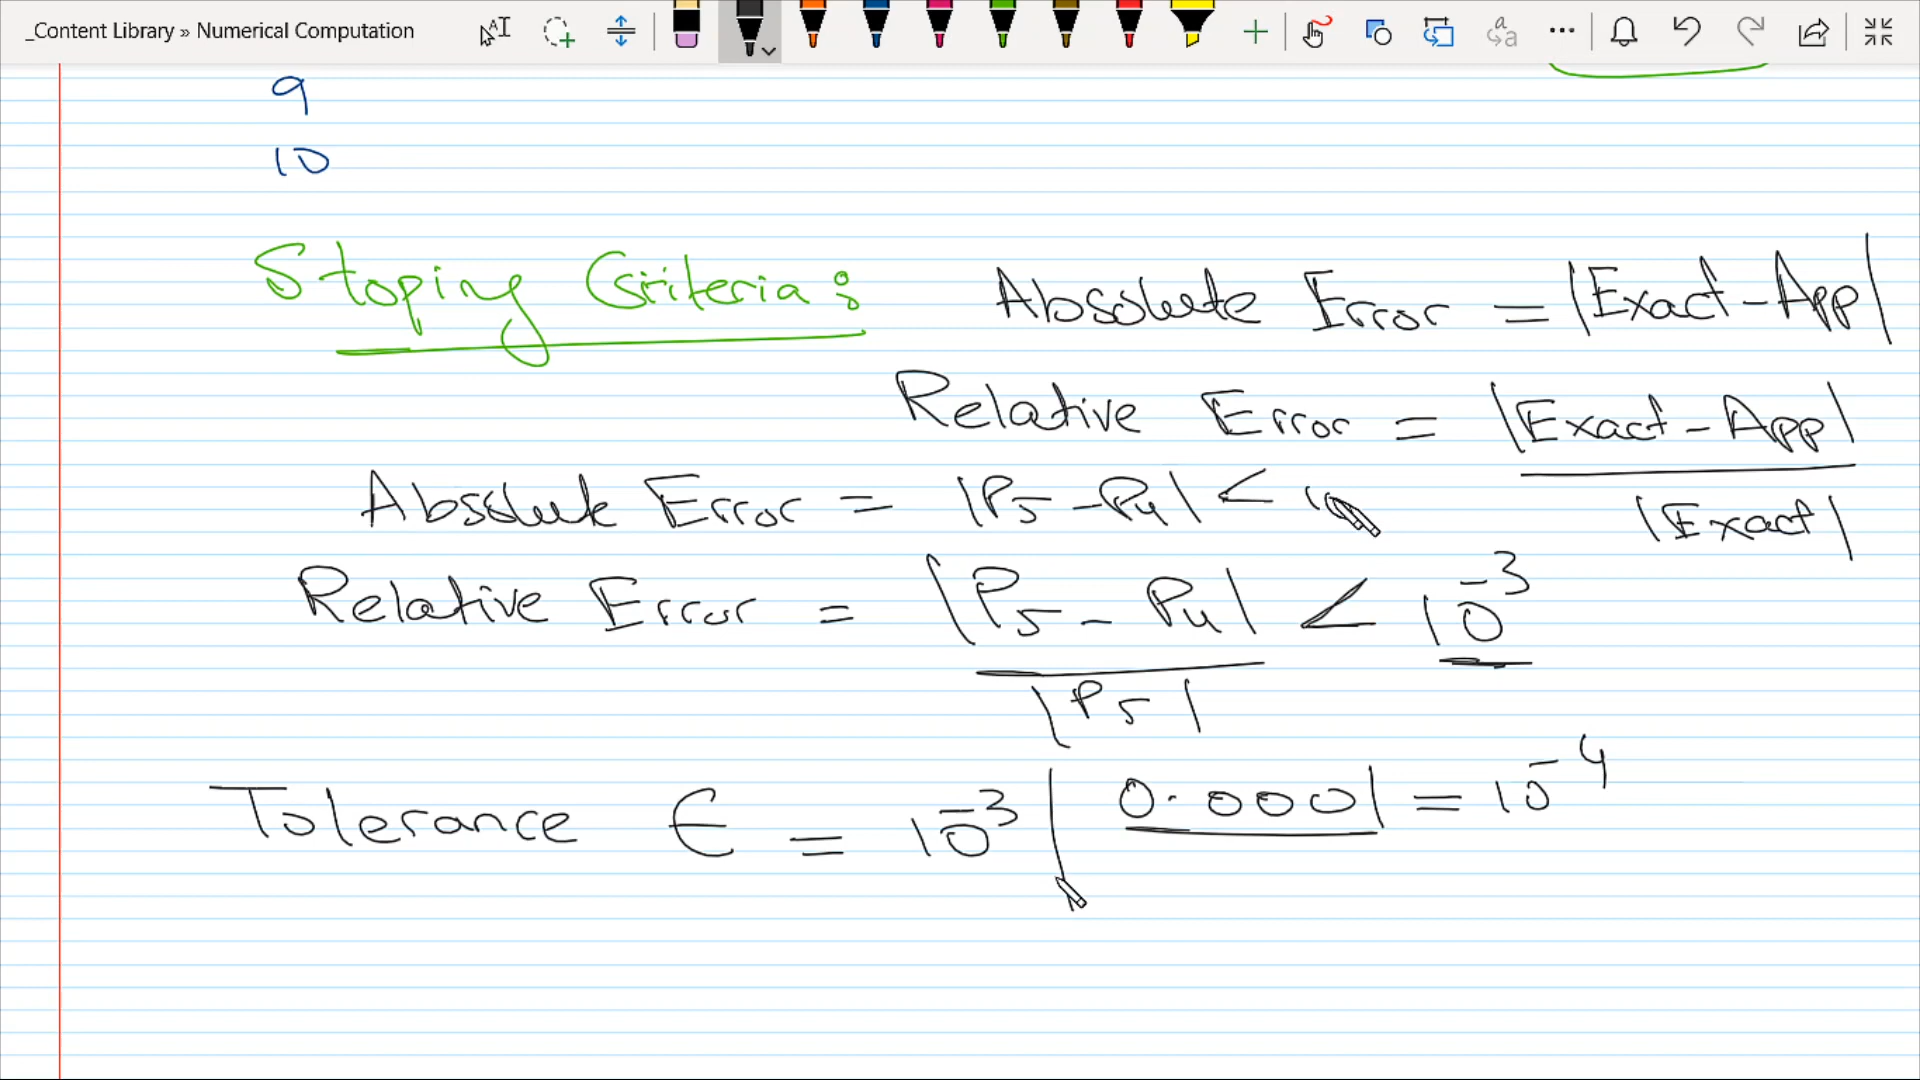 _Content Library » Numerical Computation
9
10
Stoping Criteria :
Absolute Error = |Exact - App|
Relative Error = |Exact - App| / |Exact|
Absolute Error = |P5 - P4| < 10
Relative Error = |P5 - P4| / |P5| < 10^-3
Tolerance ϵ = 10^-3 | 0.0001 = 10^-4